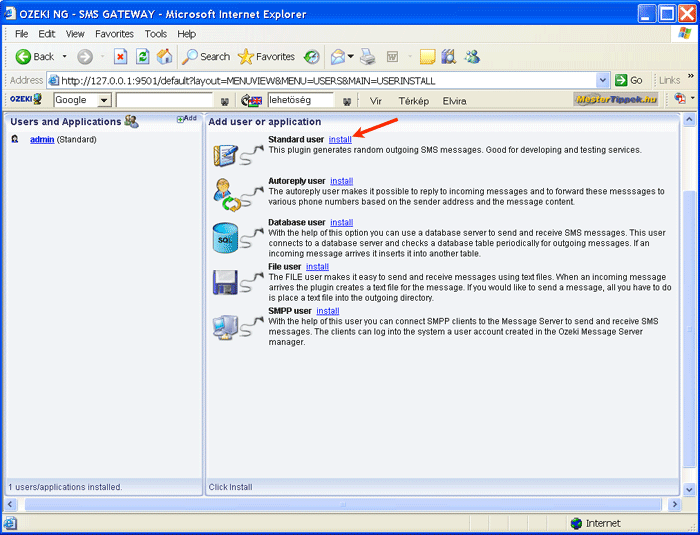 OZEKI NG - SMS GATEWAY - Microsoft Internet Explorer
File Edit View Favorites Tools Help
Back Search Favorites
Address http://127.0.0.1:9501/default?layout=MENUVIEW&MENU=USERS&MAIN=USERINSTALL Go Links »
OZEKI Google lehetöség Vir Térkép Elvira MesterTippek.hu »
Users and Applications Add
admin (Standard)
1 users/applications installed.
Add user or application
Standard user install
This plugin generates random outgoing SMS messages. Good for developing and testing services.
Autoreply user install
The autoreply user makes it possible to reply to incoming messages and to forward these messsages to
various phone numbers based on the sender address and the message content.
SQL
Database user install
With the help of this option you can use a database server to send and receive SMS messages. This user
connects to a database server and checks a database table periodically for outgoing messages. If an
incoming message arrives it inserts it into another table.
File user install
The FILE user makes it easy to send and receive messages using text files. When an incoming message
arrives the plugin creates a text file for the message. If you would like to send a message, all you have to do
is place a text file into the outgoing directory.
SMPP user install
With the help of this user you can connect SMPP clients to the Message Server to send and receive SMS
messages. The clients can log into the system a user account created in the Ozeki Message Server
manager.
Click Install
Internet